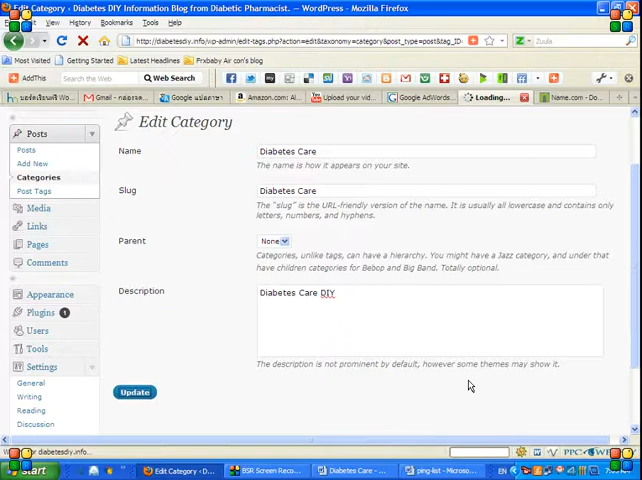 Edit Category - Diabetes DIY Information Blog from Diabetic Pharmacist. — WordPress - Mozilla Firefox
View History Bookmarks Tools Help
http://diabetesdiy.info/wp-admin/edit-tags.php?action=edit&taxonomy=category&post_type=post&tag_ID
Zuula
Most Visited Getting Started Latest Headlines Prxbaby Air con's blog
AddThis Search the Web Web Search
Gmail - Google Amazon.com: Al Upload your vid... Google AdWords Loading... Name.com - Do...
Posts
Posts
Add New
Categories
Post Tags
Media
Links
Pages
Comments
Appearance
Plugins 1
Users
Tools
Settings
General
Writing
Reading
Discussion
Edit Category
Name Diabetes Care
The name is how it appears on your site.
Slug Diabetes Care
The "slug" is the URL-friendly version of the name. It is usually all lowercase and contains only
letters, numbers, and hyphens.
Parent None
Categories, unlike tags, can have a hierarchy. You might have a Jazz category, and under that
have children categories for Bebop and Big Band. Totally optional.
Description Diabetes Care DIY
The description is not prominent by default, however some themes may show it.
Update
for diabetesdiy.info...
start Edit Category - D... BSR Screen Reco... Diabetes Care - ... ping-list - Microso... EN